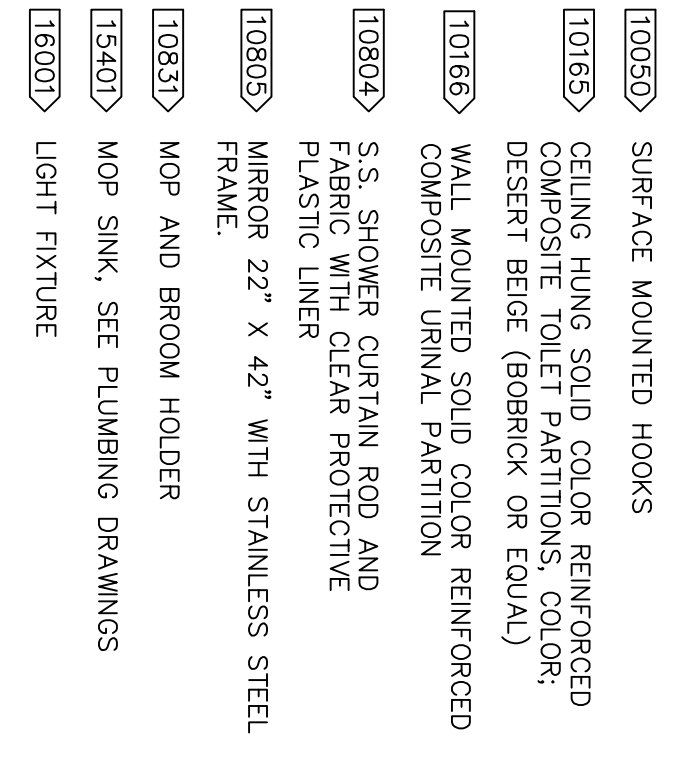 10050 SURFACE MOUNTED HOOKS
10165 CEILING HUNG SOLID COLOR REINFORCED
COMPOSITE TOILET PARTITIONS, COLOR;
DESERT BEIGE (BOBRICK OR EQUAL)
10166 WALL MOUNTED SOLID COLOR REINFORCED
COMPOSITE URINAL PARTITION
10804 S.S. SHOWER CURTAIN ROD AND
FABRIC WITH CLEAR PROTECTIVE
PLASTIC LINER
10805 MIRROR 22" X 42" WITH STAINLESS STEEL
FRAME.
10831 MOP AND BROOM HOLDER
15401 MOP SINK, SEE PLUMBING DRAWINGS
16001 LIGHT FIXTURE